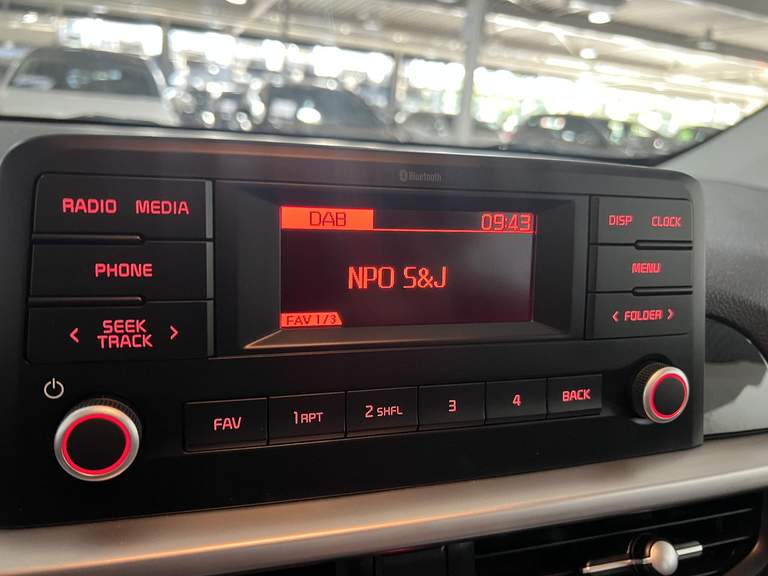 Bluetooth
RADIO MEDIA
PHONE
< SEEK TRACK >
DAB 09:43
NPO S&J
FAV 1/3
DISP CLOCK
MENU
< FOLDER >
FAV 1 RPT 2 SHFL 3 4 BACK